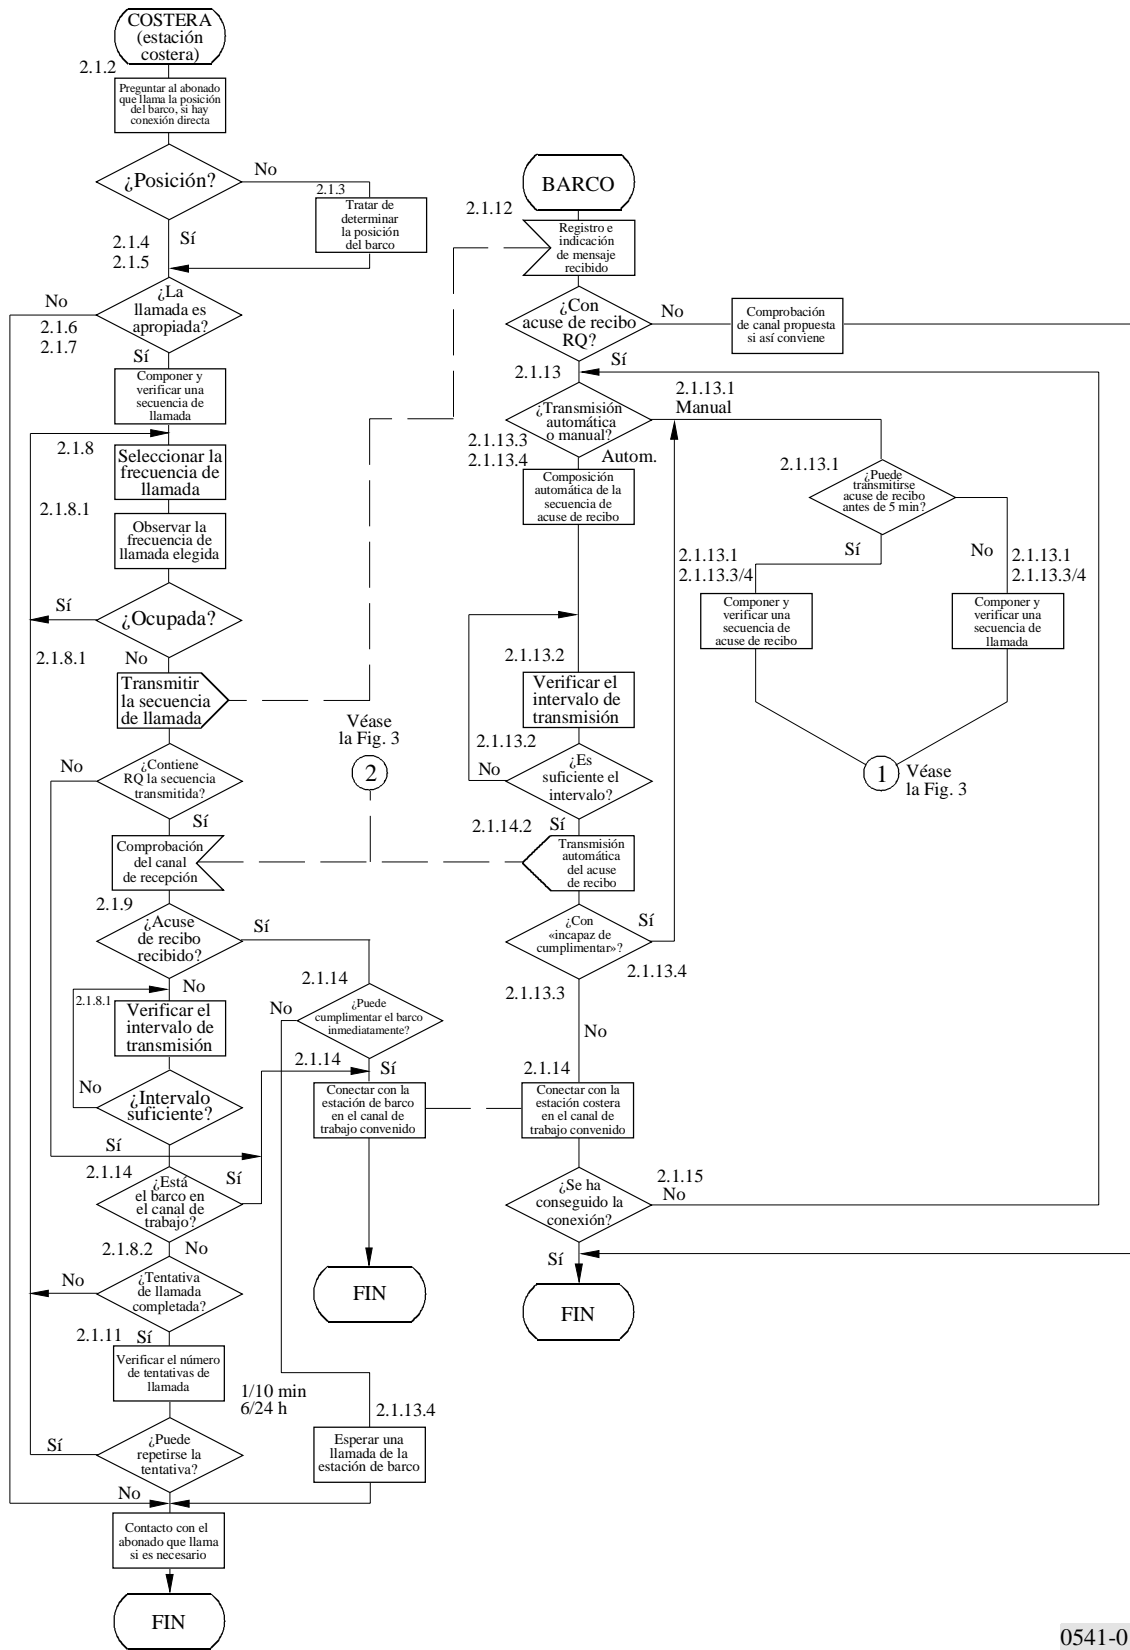 COSTERA
(estación
costera)
2.1.2
Preguntar al abonado
que llama la posición
del barco, si hay
conexión directa
¿Posición?
No
2.1.3
Tratar de
determinar
la posición
del barco
Sí
2.1.4
2.1.5
¿La
llamada es
apropiada?
No
2.1.6
2.1.7
Sí
Componer y
verificar una
secuencia de
llamada
2.1.8
Seleccionar la
frecuencia de
llamada
2.1.8.1
Observar la
frecuencia de
llamada elegida
Sí
¿Ocupada?
2.1.8.1
No
Transmitir
la secuencia
de llamada
No
¿Contiene
RQ la secuencia
transmitida?
Sí
Comprobación
del canal
de recepción
2.1.9
¿Acuse
de recibo
recibido?
Sí
No
2.1.8.1
Verificar el
intervalo de
transmisión
No
¿Intervalo
suficiente?
Sí
2.1.14
¿Está
el barco en
el canal de
trabajo?
Sí
2.1.8.2
No
No
¿Tentativa
de llamada
completada?
2.1.11
Sí
Verificar el número
de tentativas de
llamada
Sí
¿Puede
repetirse la
tentativa?
No
Contacto con el
abonado que llama
si es necesario
FIN
Véase
la Fig. 3
2
2.1.14
No
¿Puede
cumplimentar el barco
inmediatamente?
2.1.14
Sí
Conectar con la
estación de barco
en el canal de
trabajo convenido
FIN
1/10 min
6/24 h
2.1.13.4
Esperar una
llamada de la
estación de barco
BARCO
2.1.12
Registro e
indicación
de mensaje
recibido
¿Con
acuse de recibo
RQ?
No
Comprobación
de canal propuesta
si así conviene
Sí
2.1.13
¿Transmisión
automática
o manual?
2.1.13.1
Manual
2.1.13.3
2.1.13.4
Autom.
Composición
automática de la
secuencia de
acuse de recibo
2.1.13.2
Verificar el
intervalo de
transmisión
2.1.13.2
No
¿Es
suficiente el
intervalo?
2.1.14.2
Sí
Transmisión
automática
del acuse
de recibo
¿Con
«incapaz de
cumplimentar»?
Sí
2.1.13.4
2.1.13.3
No
2.1.14
Conectar con la
estación costera
en el canal de
trabajo convenido
¿Se ha
conseguido la
conexión?
2.1.15
No
Sí
FIN
2.1.13.1
¿Puede
transmitirse
acuse de recibo
antes de 5 min?
Sí
No
2.1.13.1
2.1.13.3/4
Componer y
verificar una
secuencia de
acuse de recibo
2.1.13.1
2.1.13.3/4
Componer y
verificar una
secuencia de
llamada
1
Véase
la Fig. 3
0541-0